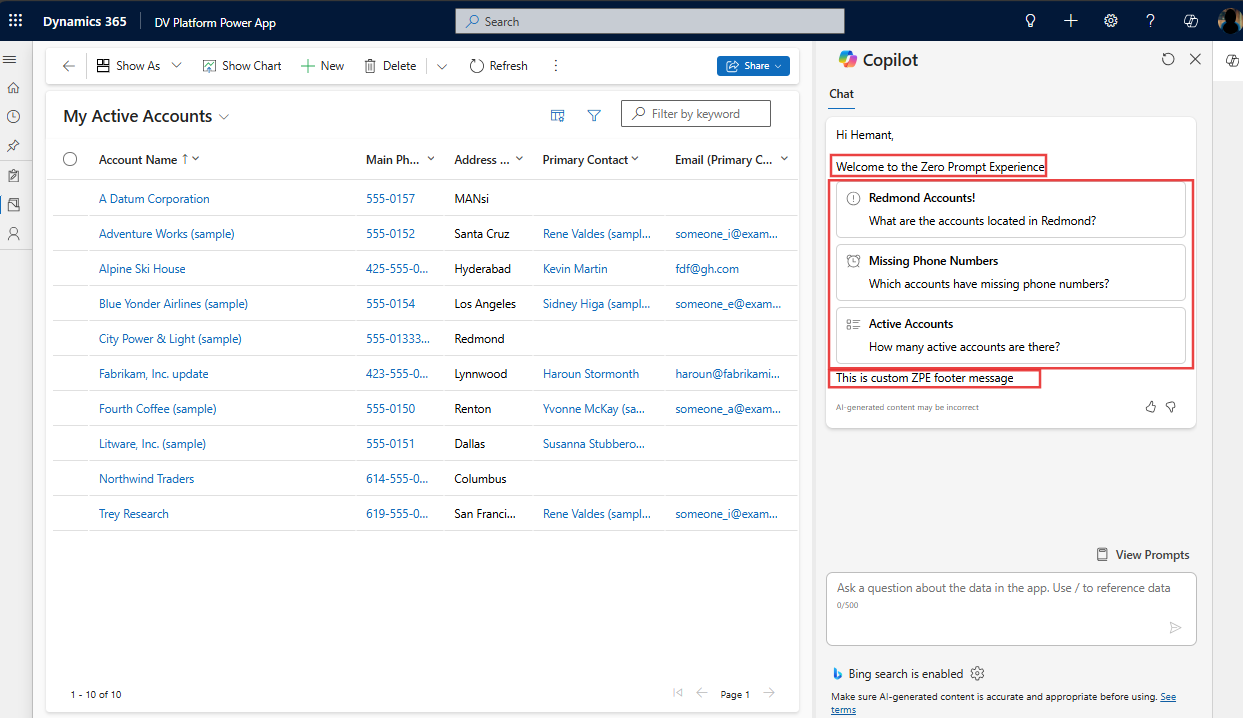 Dynamics 365 DV Platform Power App Search
Show As Show Chart New Delete Refresh Share
My Active Accounts Filter by keyword
Account Name Main Ph... Address ... Primary Contact Email (Primary C...
A Datum Corporation 555-0157 MANsi
Adventure Works (sample) 555-0152 Santa Cruz Rene Valdes (sampl... someone_i@exam...
Alpine Ski House 425-555-0... Hyderabad Kevin Martin fdf@gh.com
Blue Yonder Airlines (sample) 555-0154 Los Angeles Sidney Higa (sampl... someone_e@exam...
City Power & Light (sample) 555-01333... Redmond
Fabrikam, Inc. update 423-555-0... Lynnwood Haroun Stormonth haroun@fabrikami...
Fourth Coffee (sample) 555-0150 Renton Yvonne McKay (sa... someone_a@exam...
Litware, Inc. (sample) 555-0151 Dallas Susanna Stubbero...
Northwind Traders 614-555-0... Columbus
Trey Research 619-555-0... San Franci... Rene Valdes (sampl... someone_i@exam...
1 - 10 of 10 Page 1
Copilot
Chat
Hi Hemant,
Welcome to the Zero Prompt Experience
Redmond Accounts!
What are the accounts located in Redmond?
Missing Phone Numbers
Which accounts have missing phone numbers?
Active Accounts
How many active accounts are there?
This is custom ZPE footer message
AI-generated content may be incorrect
View Prompts
Ask a question about the data in the app. Use / to reference data
0/500
Bing search is enabled
Make sure AI-generated content is accurate and appropriate before using. See
terms